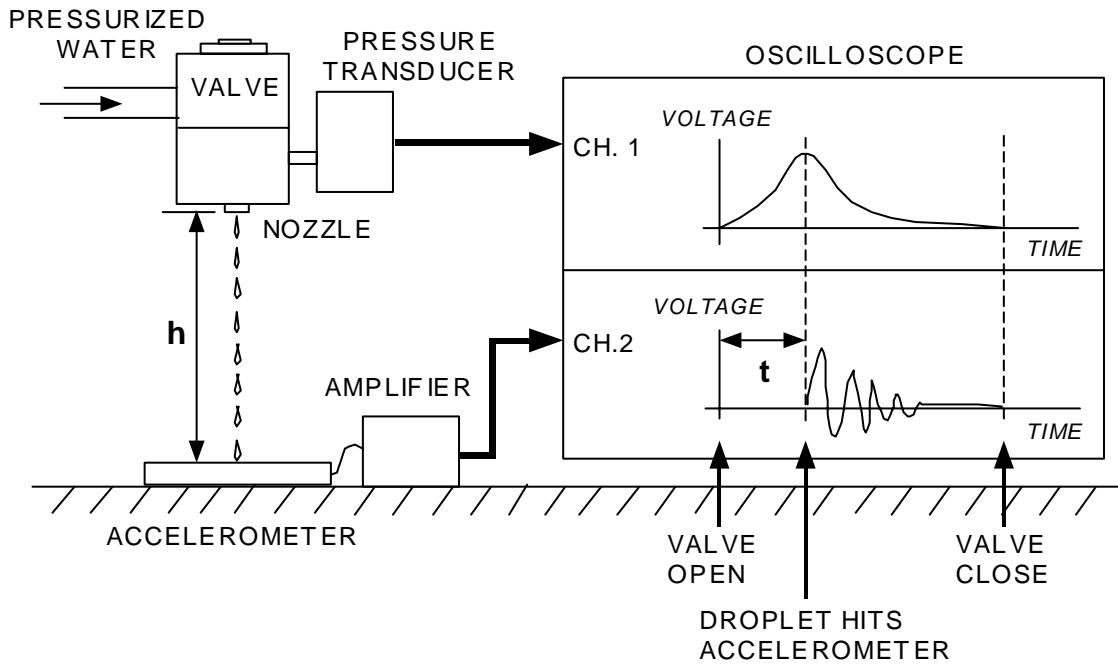 PRESSURIZED
WATER
VALVE
PRESSURE
TRANSDUCER
NOZZLE
h
AMPLIFIER
ACCELEROMETER
OSCILLOSCOPE
CH. 1
VOLTAGE
TIME
CH.2
VOLTAGE
t
TIME
VALVE
OPEN
DROPLET HITS
ACCELEROMETER
VALVE
CLOSE